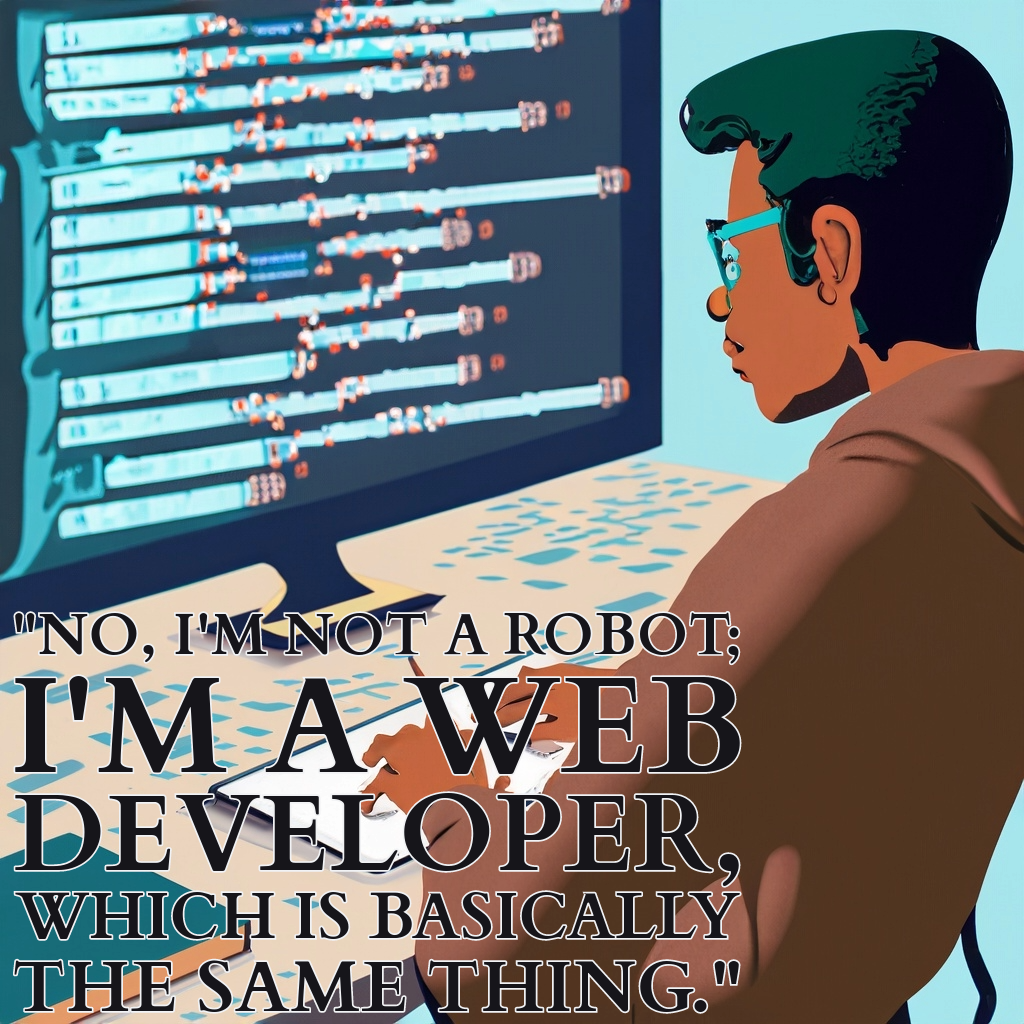 "NO, I'M NOT A ROBOT;
I'M A WEB
DEVELOPER,
WHICH IS BASICALLY
THE SAME THING."